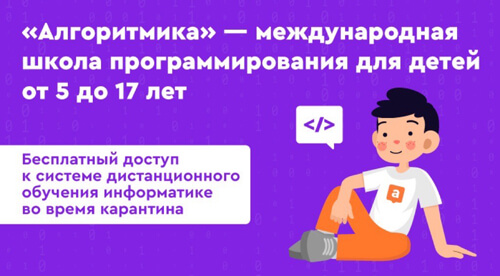 «Алгоритмика» — международная
школа программирования для детей
от 5 до 17 лет
</>
Бесплатный доступ
к системе дистанционного
обучения информатике
во время карантина
a